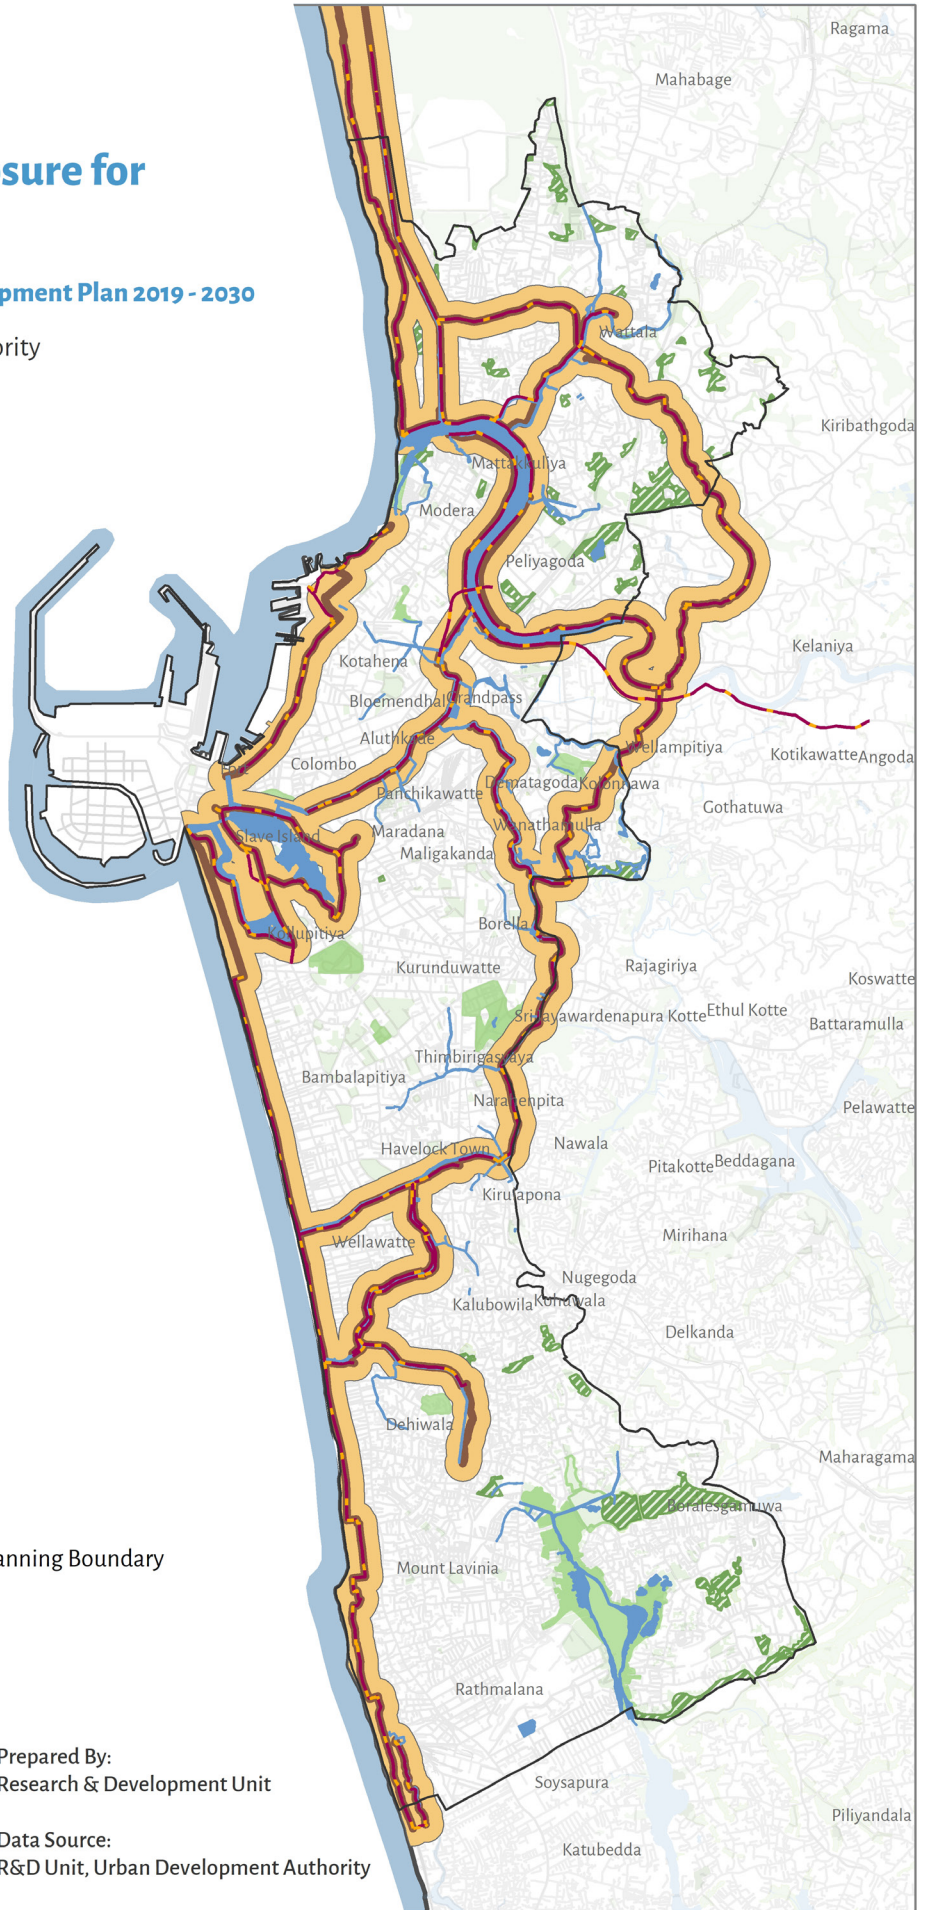 Ragama
Mahabage
sure for
pment Plan 2019 - 2030
ority
Wattala
Kiribathgoda
Mattakkuliya
Modera
Peliyagoda
Kelaniya
Kotahena
Bloemendhal
Grandpass
Aluthkade
Wellampitiya
Kotikawatte
Angoda
Fort
Colombo
Dematagoda
Kolonnawa
Panchikawatte
Gothatuwa
Slave Island
Maradana
Wanathamulla
Maligakanda
Borella
Kollupitiya
Kurunduwatte
Rajagiriya
Koswatte
Sri Jayawardenapura Kotte
Ethul Kotte
Battaramulla
Thimbirigasyaya
Bambalapitiya
Narahenpita
Pelawatte
Havelock Town
Nawala
Pitakotte
Beddagana
Kirulapona
Wellawatte
Mirihana
Nugegoda
Kalubowila
Kohuwala
Delkanda
Dehiwala
Maharagama
Boralesgamuwa
anning Boundary
Mount Lavinia
Rathmalana
Prepared By:
Research & Development Unit
Soysapura
Piliyandala
Data Source:
R&D Unit, Urban Development Authority
Katubedda